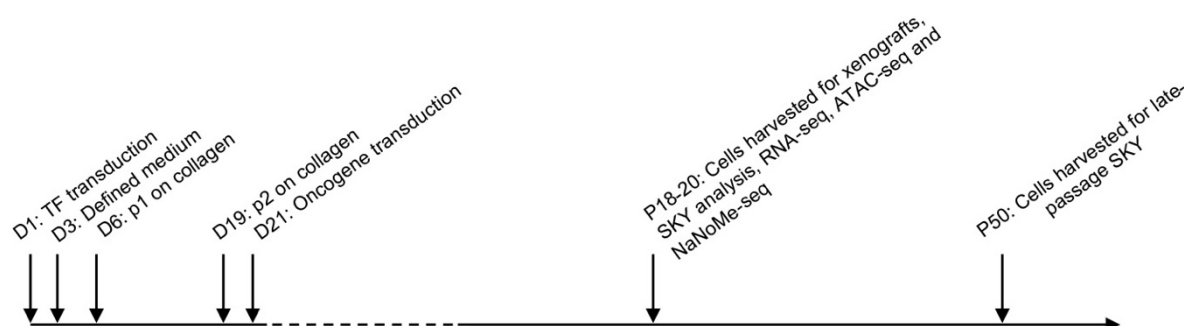 D1: TF transduction
D3: Defined medium
D6: p1 on collagen
D19: p2 on collagen
D21: Oncogene transduction
P18-20: Cells harvested for xenografts,
SKY analysis, RNA-seq, ATAC-seq and
NaNoMe-seq
P50: Cells harvested for late-
passage SKY